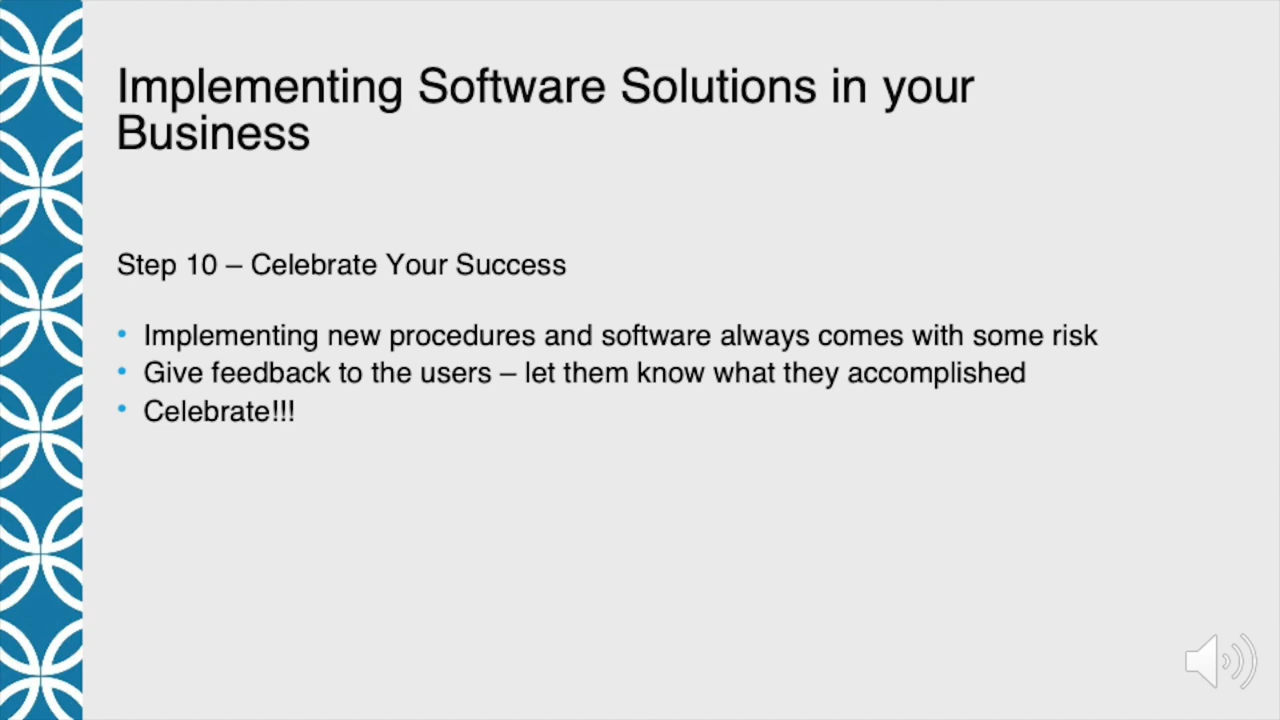 Implementing Software Solutions in your
Business
Step 10 – Celebrate Your Success
• Implementing new procedures and software always comes with some risk
• Give feedback to the users – let them know what they accomplished
• Celebrate!!!